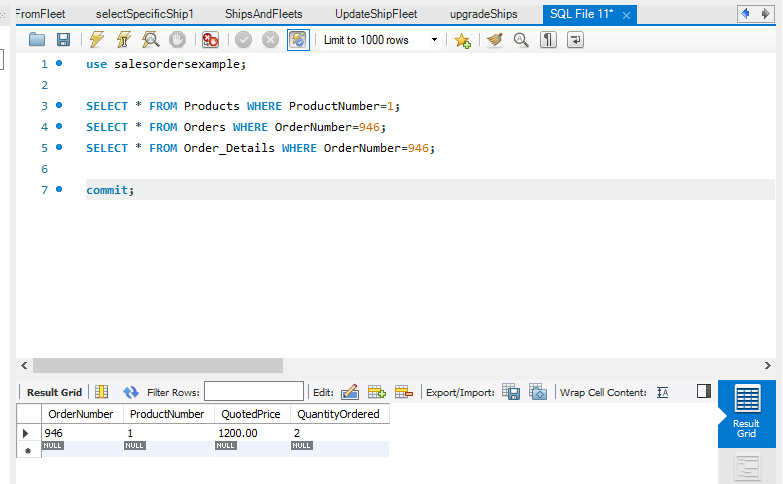 FromFleet selectSpecificShip1 ShipsAndFleets UpdateShipFleet upgradeShips SQL File 11*
Limit to 1000 rows
1 use salesordersexample;
2
3 SELECT * FROM Products WHERE ProductNumber=1;
4 SELECT * FROM Orders WHERE OrderNumber=946;
5 SELECT * FROM Order_Details WHERE OrderNumber=946;
6
7 commit;
Result Grid Filter Rows: Edit: Export/Import: Wrap Cell Content: IA
OrderNumber ProductNumber QuotedPrice QuantityOrdered
946 1 1200.00 2
NULL NULL NULL NULL
Result
Grid